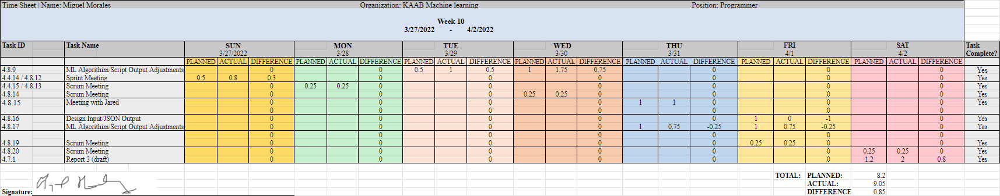 Time Sheet | Name: Miguel Morales Organization: KAAB Machine learning Position: Programmer
Week 10
3/27/2022 - 4/2/2022
Task ID Task Name SUN MON TUE WED THU FRI SAT Task
3/27/2022 3/28 3/29 3/30 3/31 4/1 4/2 Complete?
PLANNED ACTUAL DIFFERENCE PLANNED ACTUAL DIFFERENCE PLANNED ACTUAL DIFFERENCE PLANNED ACTUAL DIFFERENCE PLANNED ACTUAL DIFFERENCE PLANNED ACTUAL DIFFERENCE PLANNED ACTUAL DIFFERENCE
4.8.9 ML Algorithim/Script Output Adjustments 0 0 0.5 1 0.5 1 1.75 0.75 0 0 0 Yes
4.4.14 / 4.8.12 Sprint Meeting 0.5 0.8 0.3 0 0 0 0 0 0 Yes
4.4.15 / 4.8.13 Scrum Meeting 0 0.25 0.25 0 0 0 0 0 0 Yes
4.8.14 Scrum Meeting 0 0 0 0.25 0.25 0 0 0 0 Yes
4.8.15 Meeting with Jared 0 0 0 0 1 1 0 0 0 Yes
0 0 0 0 0 0 0
4.8.16 Design Input/JSON Output 0 0 0 0 0 1 0 -1 0 Yes
4.8.17 ML Algorithim/Script Output Adjustments 0 0 0 0 1 0.75 -0.25 1 0.75 -0.25 0 Yes
0 0 0 0 0 0 0
4.8.19 Scrum Meeting 0 0 0 0 0 0.25 0.25 0 0 Yes
4.8.20 Scrum Meeting 0 0 0 0 0 0 0.25 0.25 0 Yes
4.7.1 Report 3 (draft) 0 0 0 0 0 0 1.2 2 0.8 Yes
TOTAL: PLANNED: 8.2
ACTUAL: 9.05
Signature: DIFFERENCE 0.85